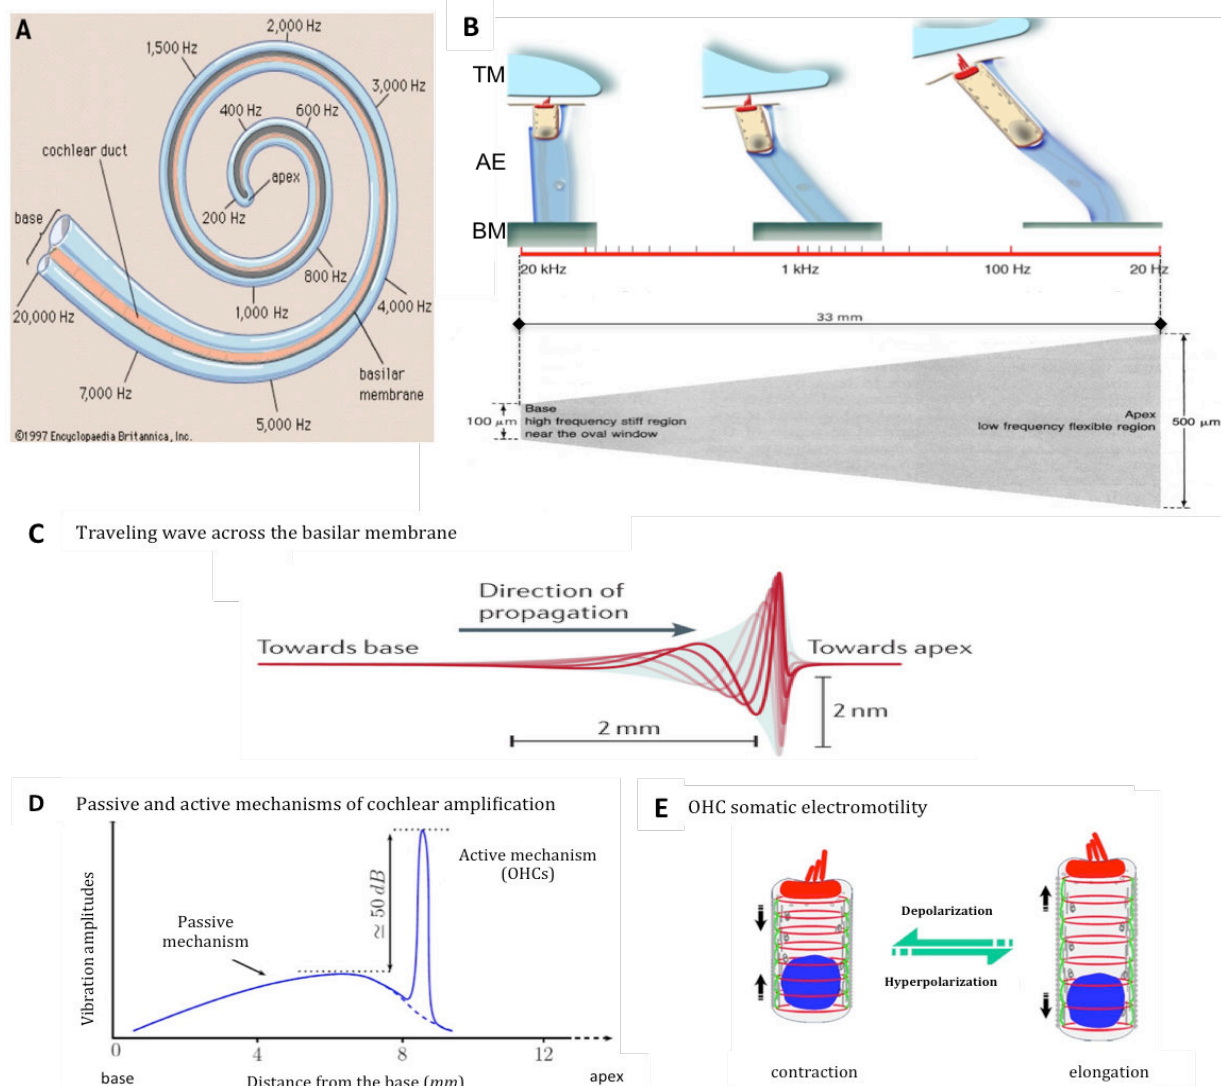 A
2,000 Hz
1,500 Hz
3,000 Hz
400 Hz
600 Hz
cochlear duct
apex
200 Hz
base
800 Hz
4,000 Hz
1,000 Hz
20,000 Hz
basilar
membrane
7,000 Hz
5,000 Hz
©1997 Encyclopaedia Britannica, Inc.
B
TM
AE
BM
20 kHz
1 kHz
100 Hz
20 Hz
33 mm
100 μm
Base
high frequency stiff region
near the oval window
Apex
low frequency flexible region
500 μm
C
Traveling wave across the basilar membrane
Direction of
propagation
Towards base
Towards apex
2 mm
2 nm
D
Passive and active mechanisms of cochlear amplification
Vibration amplitudes
Passive
mechanism
≃ 50 dB
Active mechanism
(OHCs)
0
4
8
12
base
Distance from the base (mm)
apex
E
OHC somatic electromotility
Depolarization
Hyperpolarization
contraction
elongation